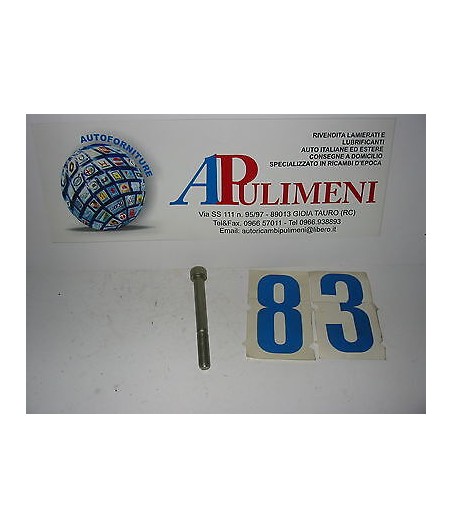 AUTOFORNITURE
RIVENDITA LAMIERATI E
LUBRIFICANTI
AUTO ITALIANE ED ESTERE
CONSEGNE A DOMICILIO
SPECIALIZZATO IN RICAMBI D'EPOCA
APULIMENI
Via SS 111 n. 95/97 - 89013 GIOIA TAURO (RC)
Tel&Fax. 0966 57011 - Tel 0966.938893
Email: autoricambipulimeni@libero.it
83